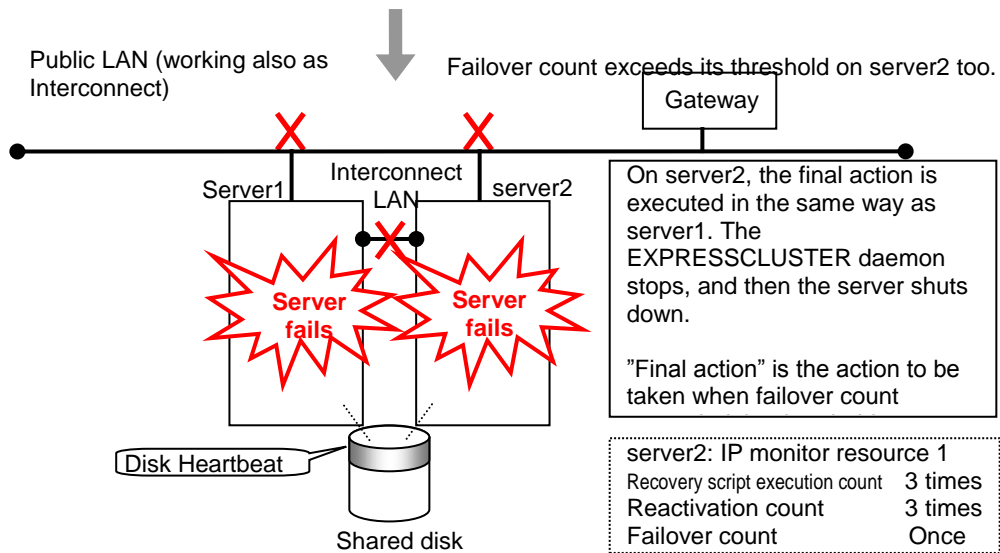 Public LAN (working also as
Interconnect)
Failover count exceeds its threshold on server2 too.
Gateway
Server1
Interconnect
LAN
server2
Server
fails
Server
fails
On server2, the final action is
executed in the same way as
server1. The
EXPRESSCLUSTER daemon
stops, and then the server shuts
down.
”Final action” is the action to be
taken when failover count
Disk Heartbeat
Shared disk
server2: IP monitor resource 1
Recovery script execution count 3 times
Reactivation count 3 times
Failover count Once